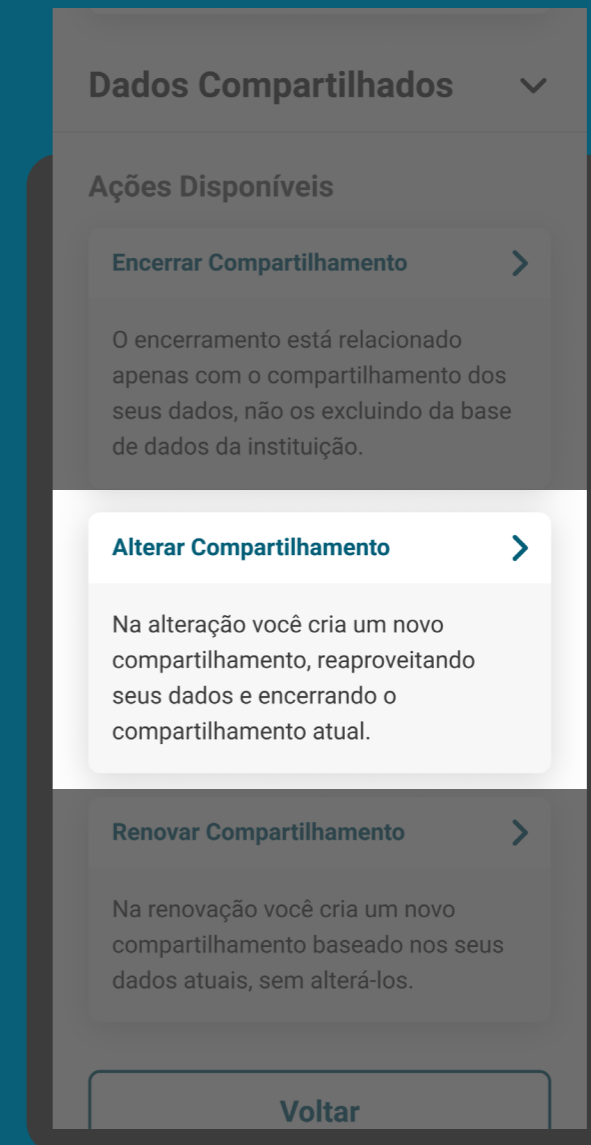 Dados Compartilhados
Ações Disponíveis
Encerrar Compartilhamento
O encerramento está relacionado
apenas com o compartilhamento dos
seus dados, não os excluindo da base
de dados da instituição.
Alterar Compartilhamento
Na alteração você cria um novo
compartilhamento, reaproveitando
seus dados e encerrando o
compartilhamento atual.
Renovar Compartilhamento
Na renovação você cria um novo
compartilhamento baseado nos seus
dados atuais, sem alterá-los.
Voltar